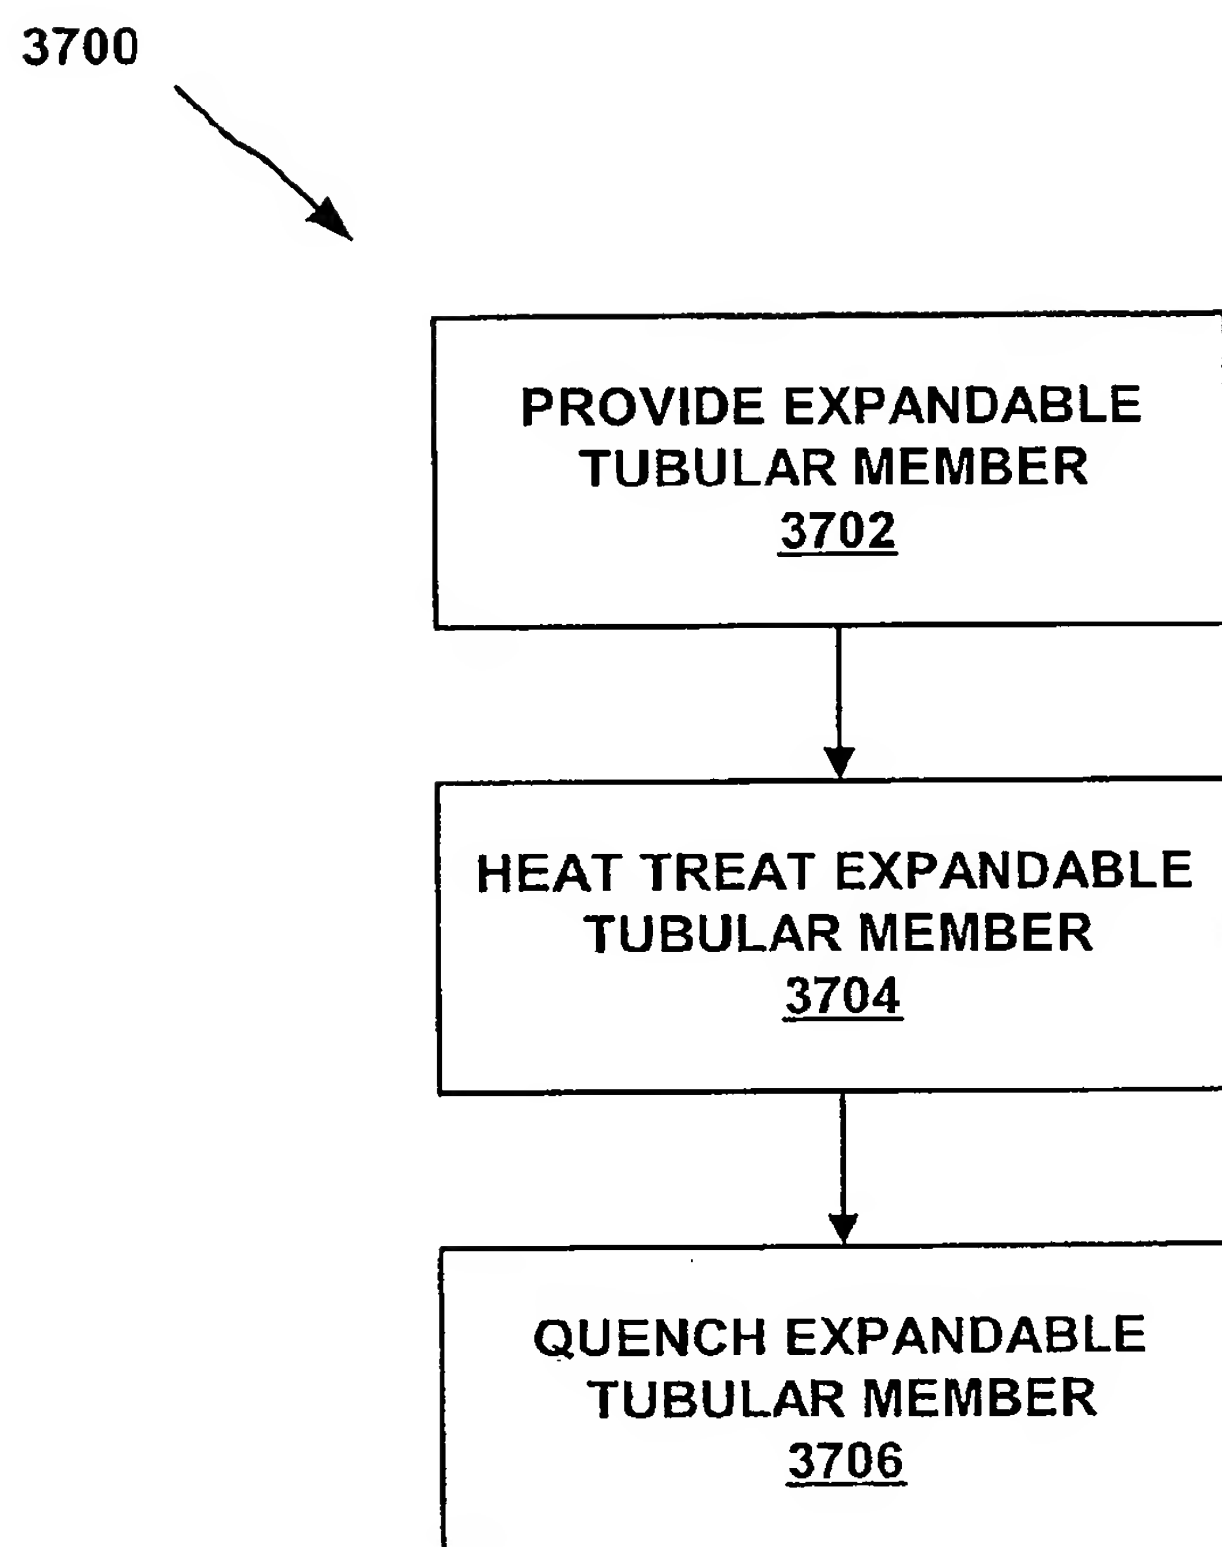 3700
PROVIDE EXPANDABLE
TUBULAR MEMBER
3702
HEAT TREAT EXPANDABLE
TUBULAR MEMBER
3704
QUENCH EXPANDABLE
TUBULAR MEMBER
3706